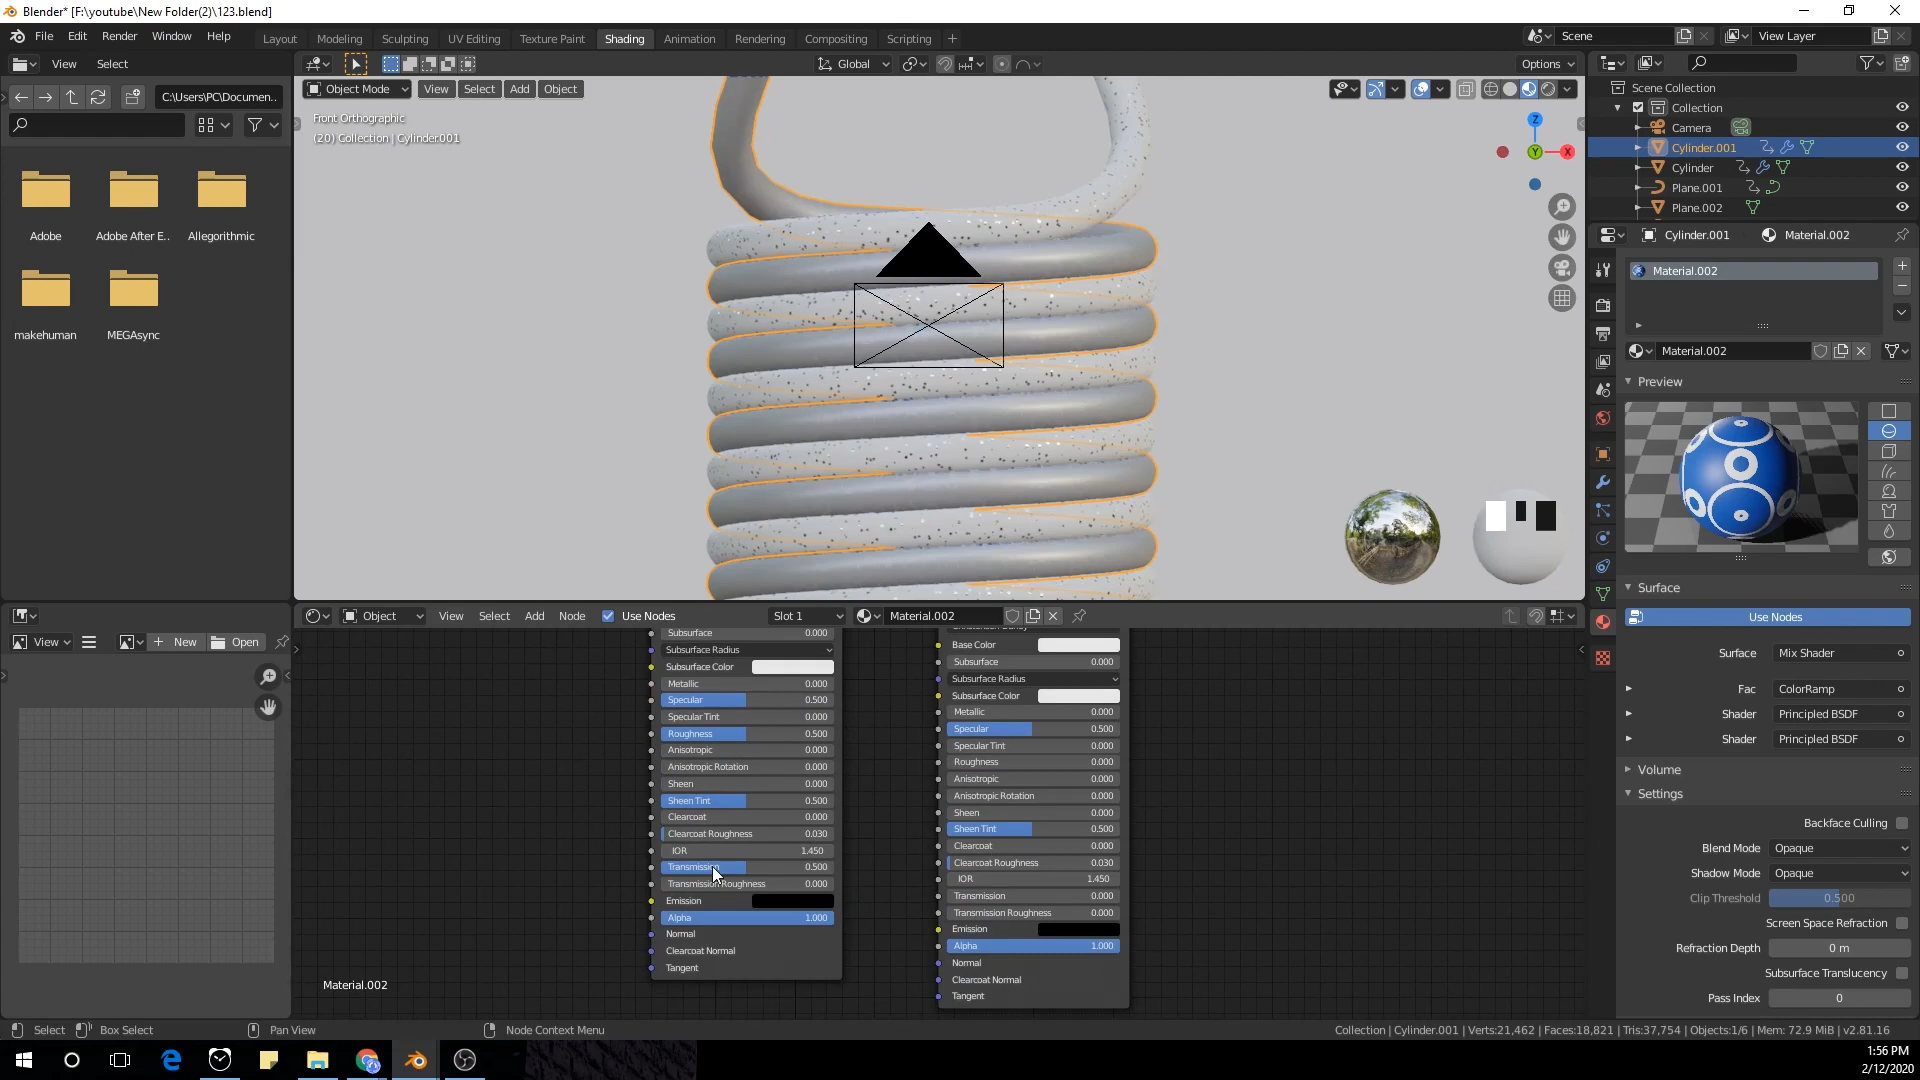 Blender* [F:\youtube\New Folder(2)\123.blend]
File Edit Render Window Help
Layout Modeling Sculpting UV Editing Texture Paint Shading Animation Rendering Compositing Scripting
Scene
View Layer
View Select
Global
Options
C:\Users\PC\Documen..
Object Mode View Select Add Object
Front Orthographic
(20) Collection | Cylinder.001
Z
Y
X
Adobe
Adobe After E..
Allegorithmic
makehuman
MEGAsync
Scene Collection
Collection
Camera
Cylinder.001
Cylinder
Plane.001
Plane.002
Cylinder.001
Material.002
Material.002
Material.002
Preview
Surface
Use Nodes
Surface Mix Shader
Fac ColorRamp
Shader Principled BSDF
Shader Principled BSDF
Volume
Settings
Backface Culling
Blend Mode Opaque
Shadow Mode Opaque
Clip Threshold 0.500
Screen Space Refraction
Refraction Depth 0 m
Subsurface Translucency
Pass Index 0
View New Open
Object View Select Add Node Use Nodes Slot 1 Material.002
Subsurface 0.000
Subsurface Radius
Subsurface Color
Metallic 0.000
Specular 0.500
Specular Tint 0.000
Roughness 0.500
Anisotropic 0.000
Anisotropic Rotation 0.000
Sheen 0.000
Sheen Tint 0.500
Clearcoat 0.000
Clearcoat Roughness 0.030
IOR 1.450
Transmission 0.500
Transmission Roughness 0.000
Emission
Alpha 1.000
Normal
Clearcoat Normal
Tangent
Base Color
Subsurface 0.000
Subsurface Radius
Subsurface Color
Metallic 0.000
Specular 0.500
Specular Tint 0.000
Roughness 0.000
Anisotropic 0.000
Anisotropic Rotation 0.000
Sheen 0.000
Sheen Tint 0.500
Clearcoat 0.000
Clearcoat Roughness 0.030
IOR 1.450
Transmission 0.000
Transmission Roughness 0.000
Emission
Alpha 1.000
Normal
Clearcoat Normal
Tangent
Material.002
Select Box Select Pan View Node Context Menu
Collection | Cylinder.001 | Verts:21,462 | Faces:18,821 | Tris:37,754 | Objects:1/6 | Mem: 72.9 MiB | v2.81.16
1:56 PM
2/12/2020